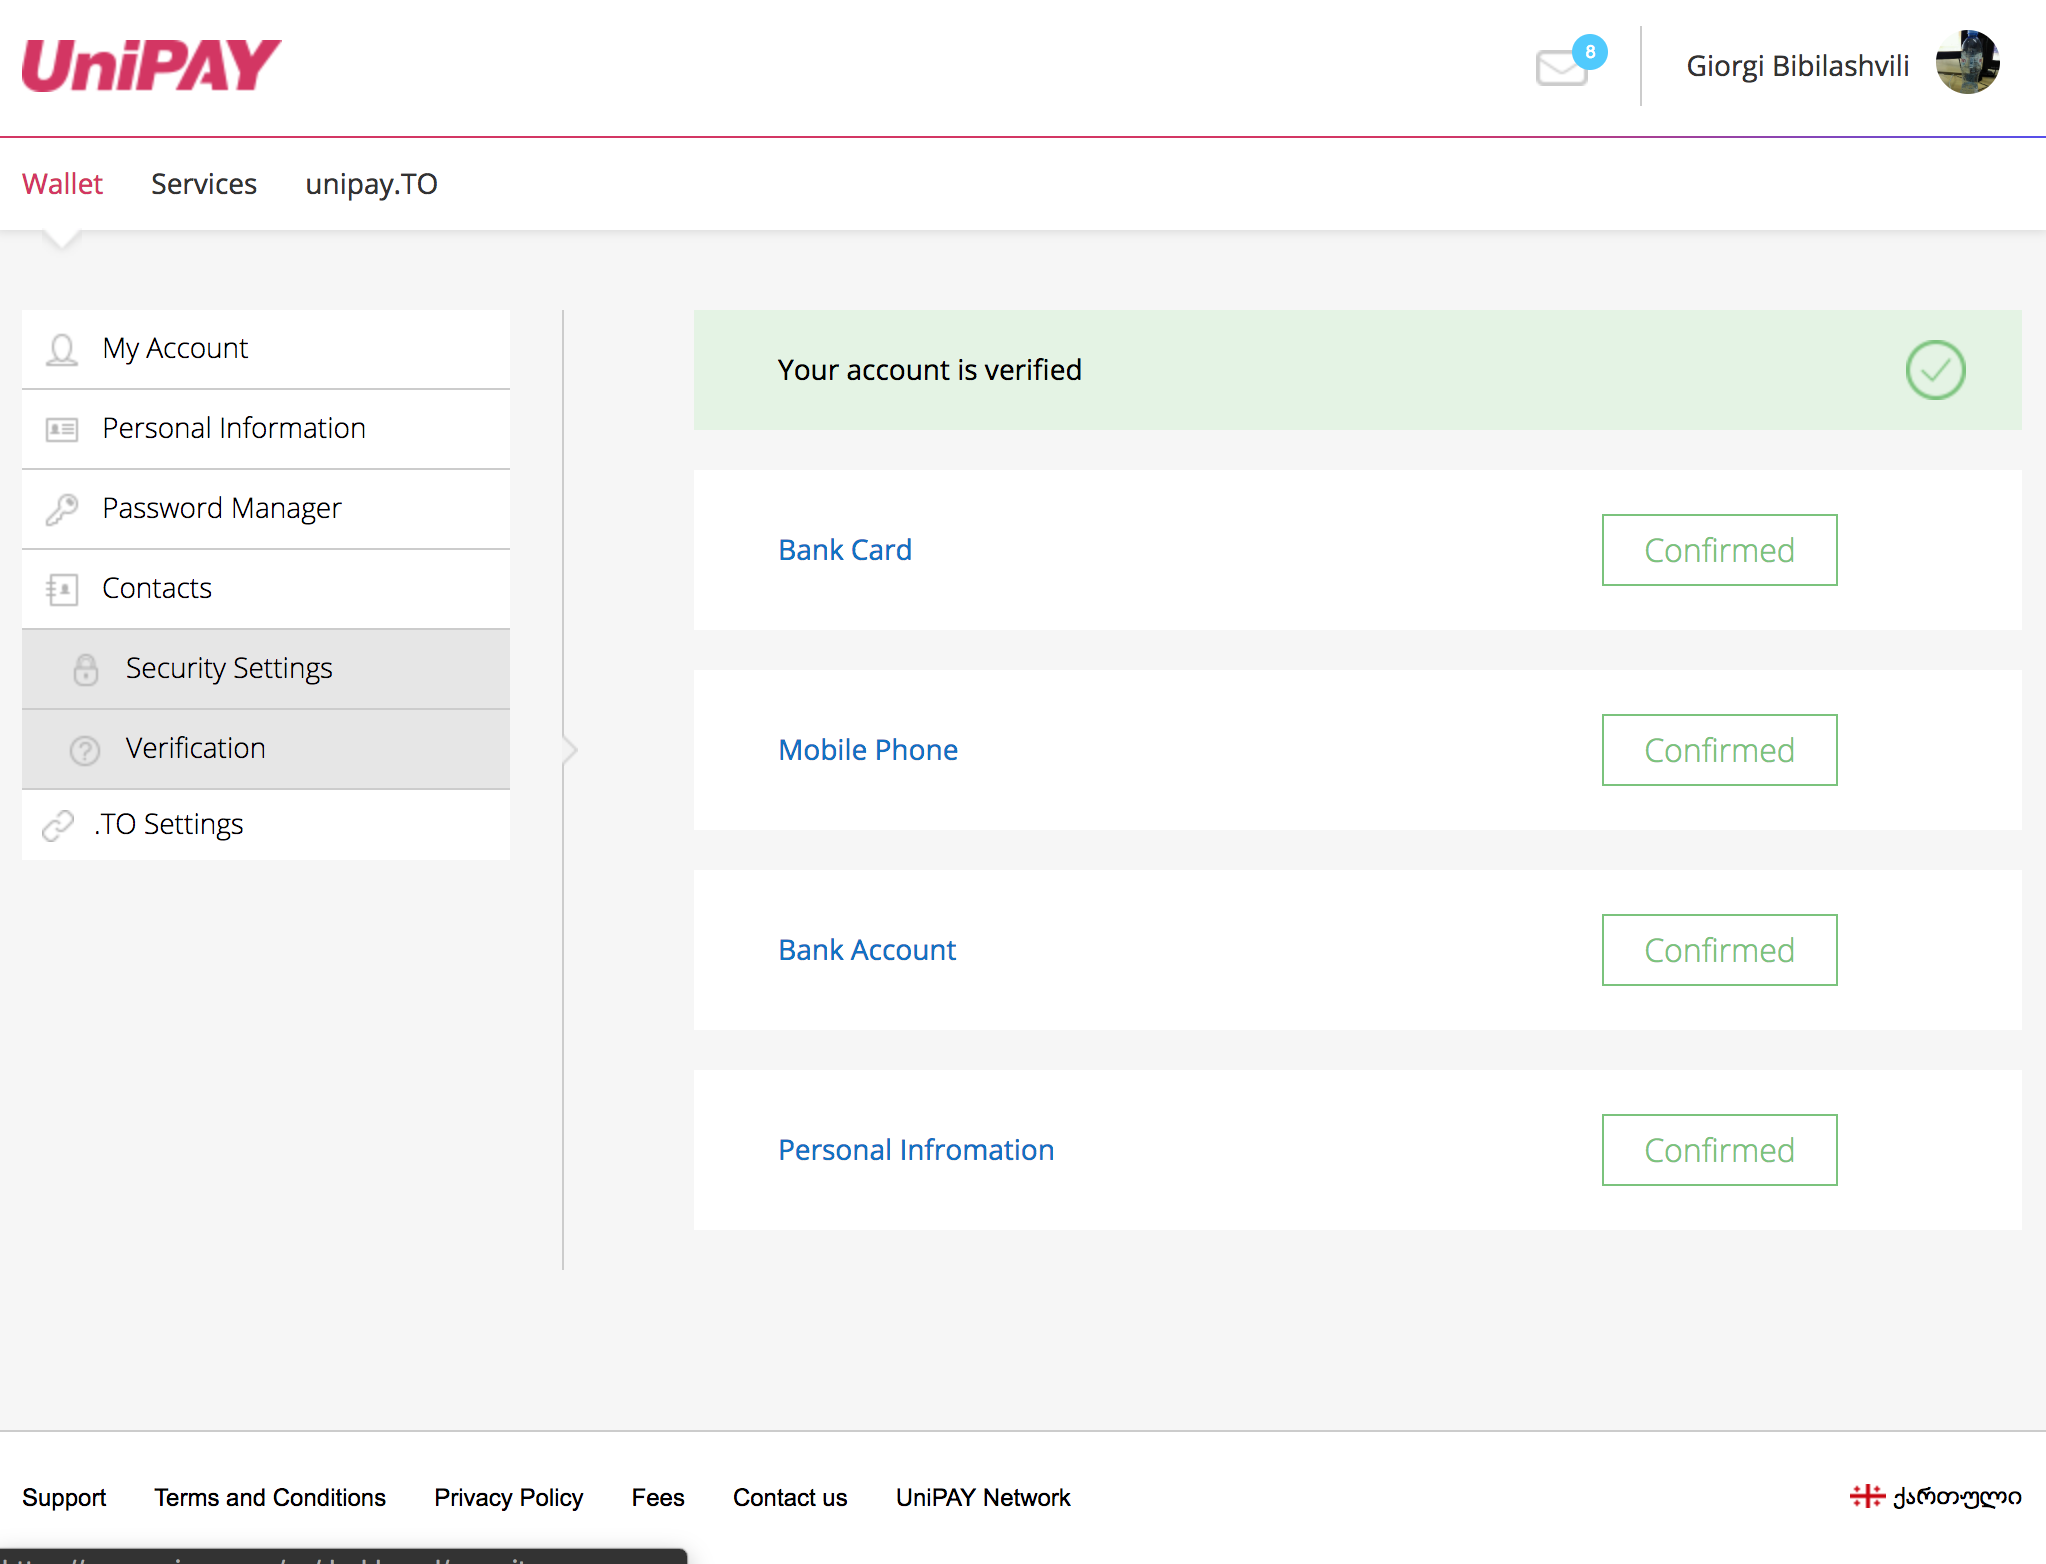 UniPAY
8
Giorgi Bibilashvili
Wallet Services unipay.TO
My Account
Personal Information
Password Manager
Contacts
Security Settings
Verification
.TO Settings
Your account is verified
Bank Card Confirmed
Mobile Phone Confirmed
Bank Account Confirmed
Personal Infromation Confirmed
Support Terms and Conditions Privacy Policy Fees Contact us UniPAY Network
ქართული